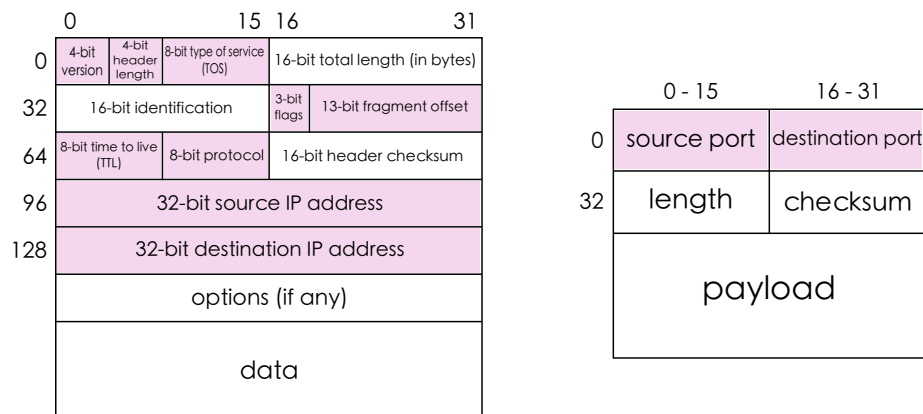 0 15 16 31
0 4-bit version 4-bit header length 8-bit type of service (TOS) 16-bit total length (in bytes)
32 16-bit identification 3-bit flags 13-bit fragment offset
64 8-bit time to live (TTL) 8-bit protocol 16-bit header checksum
96 32-bit source IP address
128 32-bit destination IP address
options (if any)
data
0 - 15 16 - 31
0 source port destination port
32 length checksum
payload